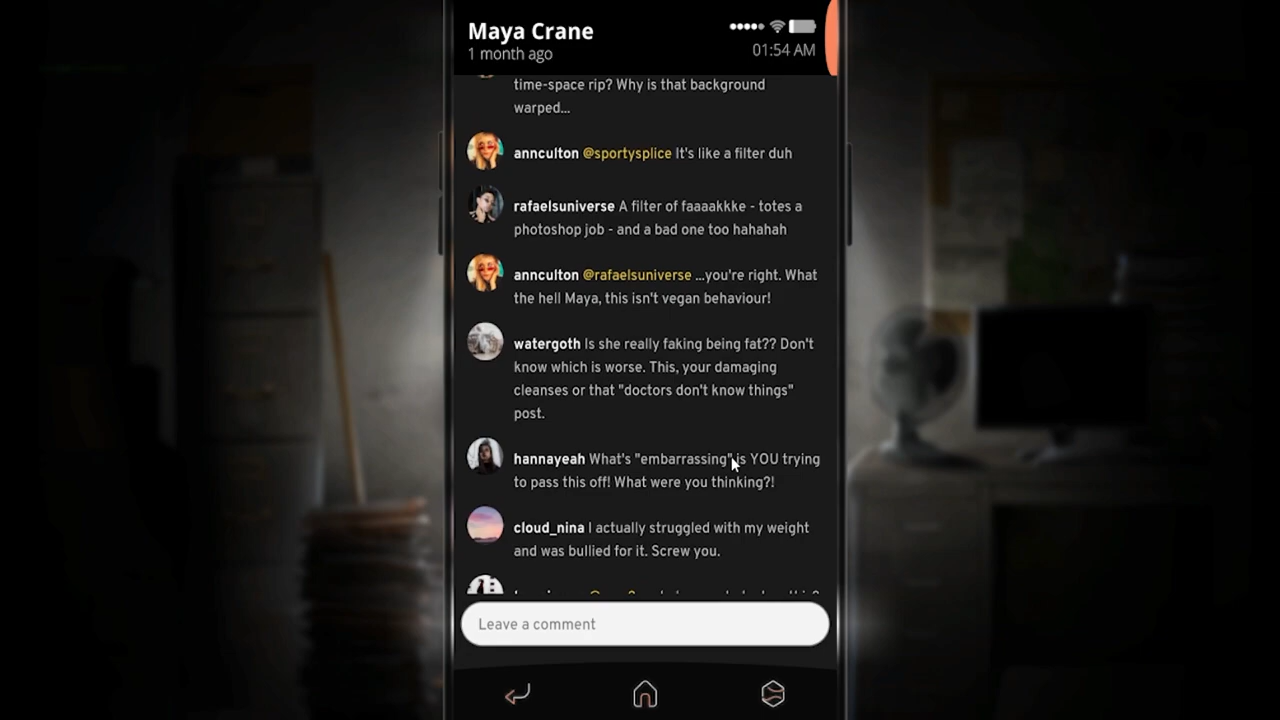 Maya Crane
1 month ago
01:54 AM
time-space rip? Why is that background
warped...
annculton @sportysplice It's like a filter duh
rafaelsuniverse A filter of faaaakkke - totes a
photoshop job - and a bad one too hahahah
annculton @rafaelsuniverse ...you're right. What
the hell Maya, this isn't vegan behaviour!
watergoth Is she really faking being fat?? Don't
know which is worse. This, your damaging
cleanses or that "doctors don't know things"
post.
hannayeah What's "embarrassing" is YOU trying
to pass this off! What were you thinking?!
cloud_nina I actually struggled with my weight
and was bullied for it. Screw you.
Leave a comment